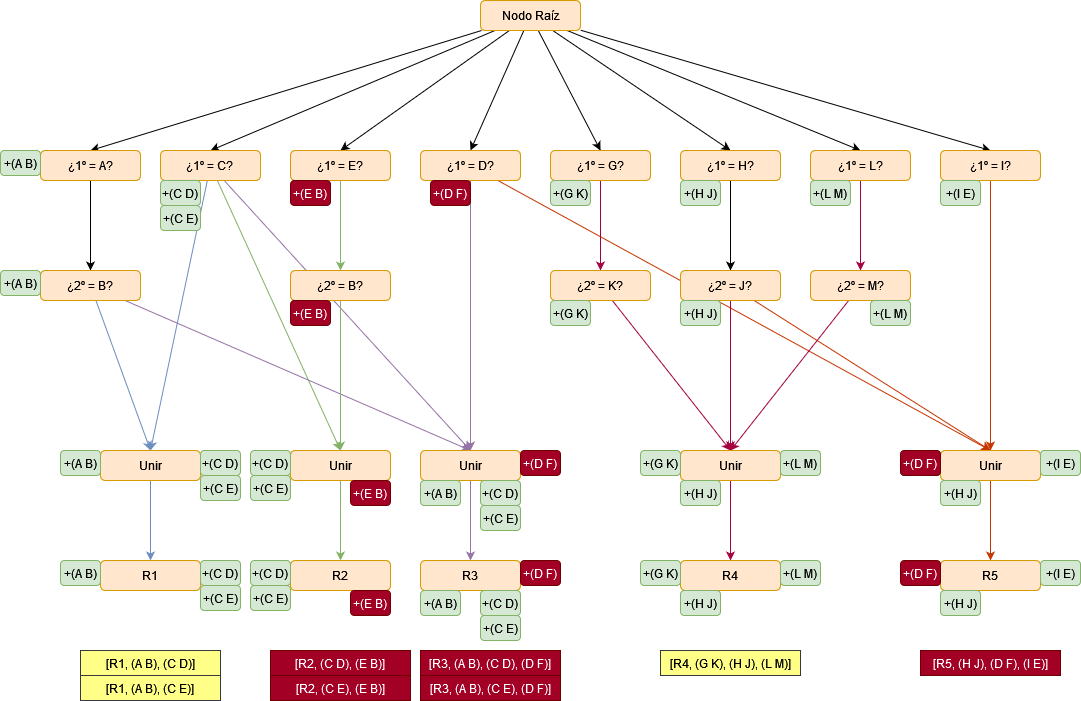 Nodo Raíz
+(A B)
¿1º = A?
¿1º = C?
¿1º = E?
¿1º = D?
¿1º = G?
¿1º = H?
¿1º = L?
¿1º = I?
+(C D)
+(E B)
+(D F)
+(G K)
+(H J)
+(L M)
+(I E)
+(C E)
+(A B)
¿2º = B?
¿2º = B?
¿2º = K?
¿2º = J?
¿2º = M?
+(E B)
+(G K)
+(H J)
+(L M)
+(A B)
Unir
+(C D)
+(C D)
Unir
Unir
+(D F)
+(G K)
Unir
+(L M)
+(D F)
Unir
+(I E)
+(C E)
+(C E)
+(E B)
+(A B)
+(C D)
+(H J)
+(H J)
+(C E)
+(A B)
R1
+(C D)
+(C D)
R2
R3
+(D F)
+(G K)
R4
+(L M)
+(D F)
R5
+(I E)
+(C E)
+(C E)
+(E B)
+(A B)
+(C D)
+(H J)
+(H J)
+(C E)
[R1, (A B), (C D)]
[R2, (C D), (E B)]
[R3, (A B), (C D), (D F)]
[R4, (G K), (H J), (L M)]
[R5, (H J), (D F), (I E)]
[R1, (A B), (C E)]
[R2, (C E), (E B)]
[R3, (A B), (C E), (D F)]